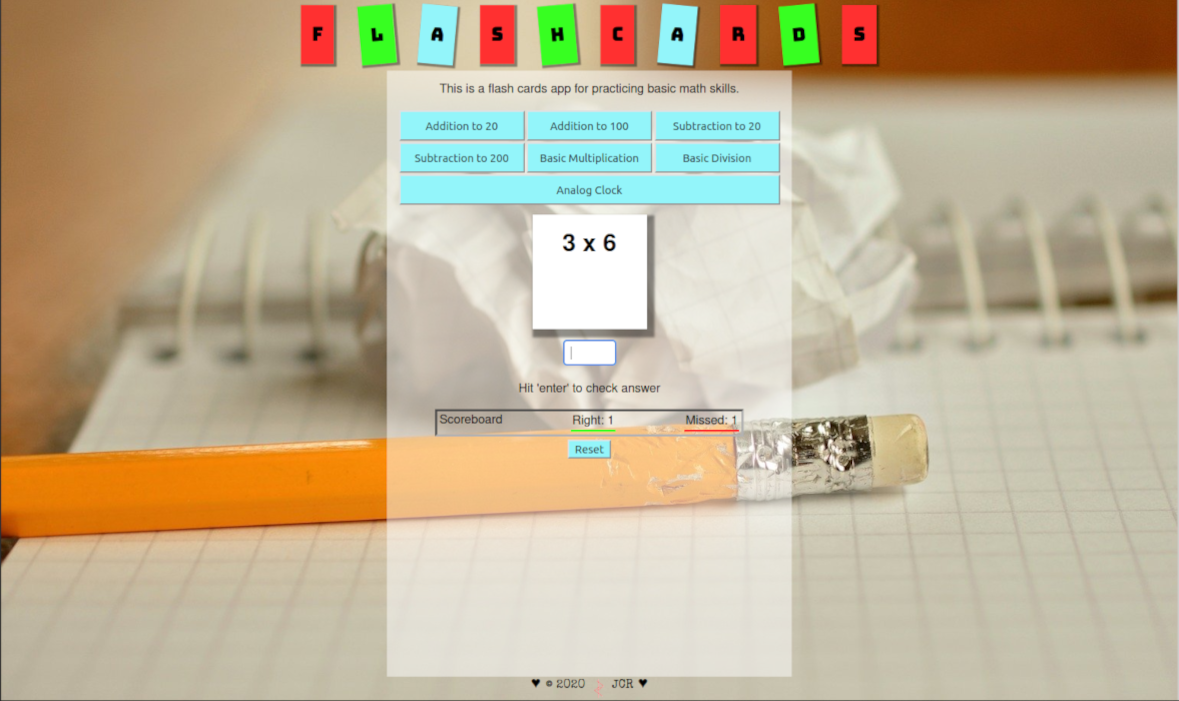 FLASHCARDS
This is a flash cards app for practicing basic math skills.
Addition to 20 Addition to 100 Subtraction to 20
Subtraction to 200 Basic Multiplication Basic Division
Analog Clock
3 x 6
Hit 'enter' to check answer
Scoreboard Right: 1 Missed: 1
Reset
♥ © 2020 JCR ♥